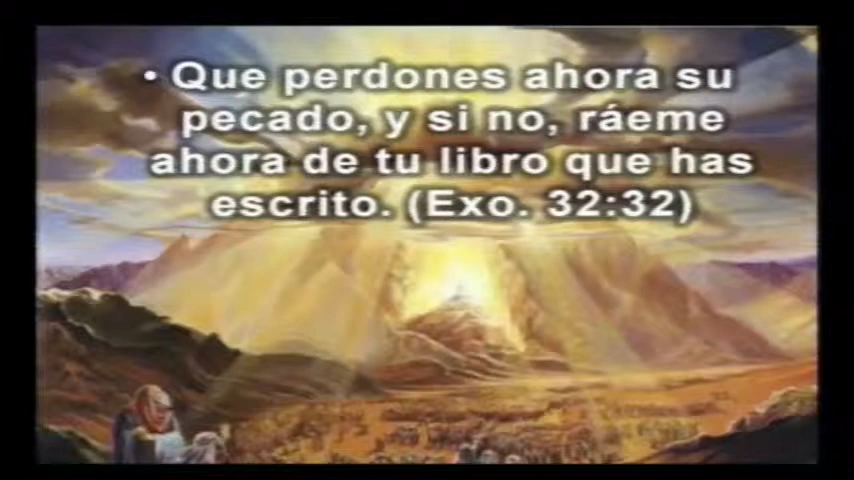 • Que perdones ahora su
pecado, y si no, ráeme
ahora de tu libro que has
escrito. (Exo. 32:32)